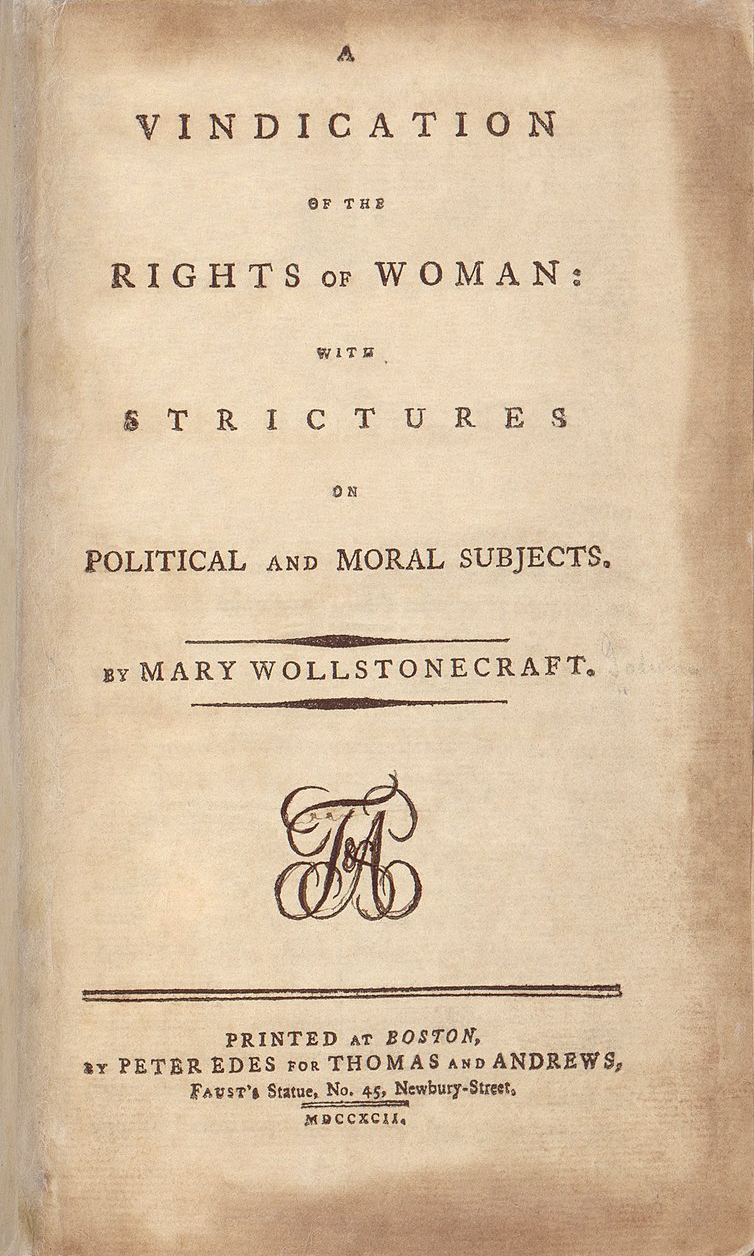 A
VINDICATION
OF THE
RIGHTS OF WOMAN:
WITH
STRICTURES
ON
POLITICAL AND MORAL SUBJECTS.
BY MARY WOLLSTONECRAFT.
T&A
PRINTED AT BOSTON,
BY PETER EDES FOR THOMAS AND ANDREWS,
FAUST'S Statue, No. 45, Newbury-Street.
MDCCXCII.